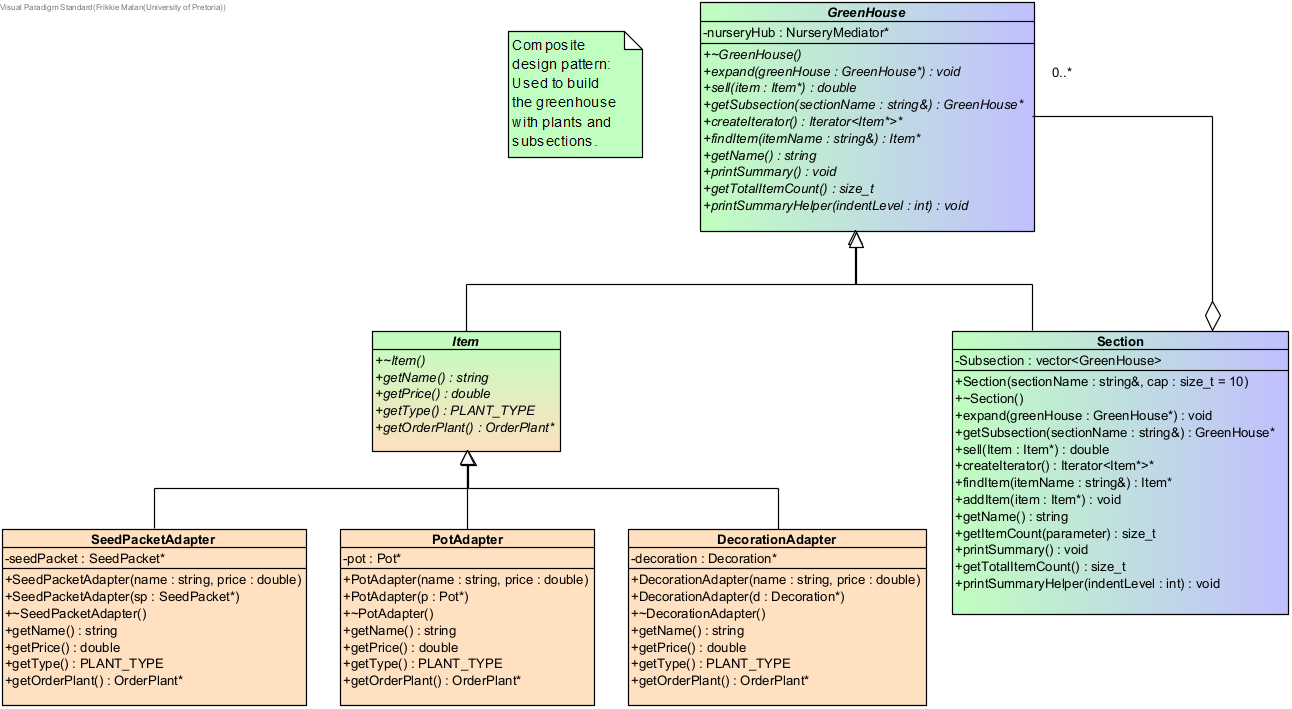 Visual Paradigm Standard(Frikkie Malan(University of Pretoria))
Composite
design pattern:
Used to build
the greenhouse
with plants and
subsections.
GreenHouse
-nurseryHub : NurseryMediator*
+~GreenHouse()
+expand(greenHouse : GreenHouse*) : void
+sell(item : Item*) : double
+getSubsection(sectionName : string&) : GreenHouse*
+createIterator() : Iterator<Item*>*
+findItem(itemName : string&) : Item*
+getName() : string
+printSummary() : void
+getTotalItemCount() : size_t
+printSummaryHelper(indentLevel : int) : void
0..*
Item
+~Item()
+getName() : string
+getPrice() : double
+getType() : PLANT_TYPE
+getOrderPlant() : OrderPlant*
Section
-Subsection : vector<GreenHouse>
+Section(sectionName : string&, cap : size_t = 10)
+~Section()
+expand(greenHouse : GreenHouse*) : void
+getSubsection(sectionName : string&) : GreenHouse*
+sell(Item : Item*) : double
+createIterator() : Iterator<Item*>*
+findItem(itemName : string&) : Item*
+addItem(item : Item*) : void
+getName() : string
+getItemCount(parameter) : size_t
+printSummary() : void
+getTotalItemCount() : size_t
+printSummaryHelper(indentLevel : int) : void
SeedPacketAdapter
-seedPacket : SeedPacket*
+SeedPacketAdapter(name : string, price : double)
+SeedPacketAdapter(sp : SeedPacket*)
+~SeedPacketAdapter()
+getName() : string
+getPrice() : double
+getType() : PLANT_TYPE
+getOrderPlant() : OrderPlant*
PotAdapter
-pot : Pot*
+PotAdapter(name : string, price : double)
+PotAdapter(p : Pot*)
+~PotAdapter()
+getName() : string
+getPrice() : double
+getType() : PLANT_TYPE
+getOrderPlant() : OrderPlant*
DecorationAdapter
-decoration : Decoration*
+DecorationAdapter(name : string, price : double)
+DecorationAdapter(d : Decoration*)
+~DecorationAdapter()
+getName() : string
+getPrice() : double
+getType() : PLANT_TYPE
+getOrderPlant() : OrderPlant*